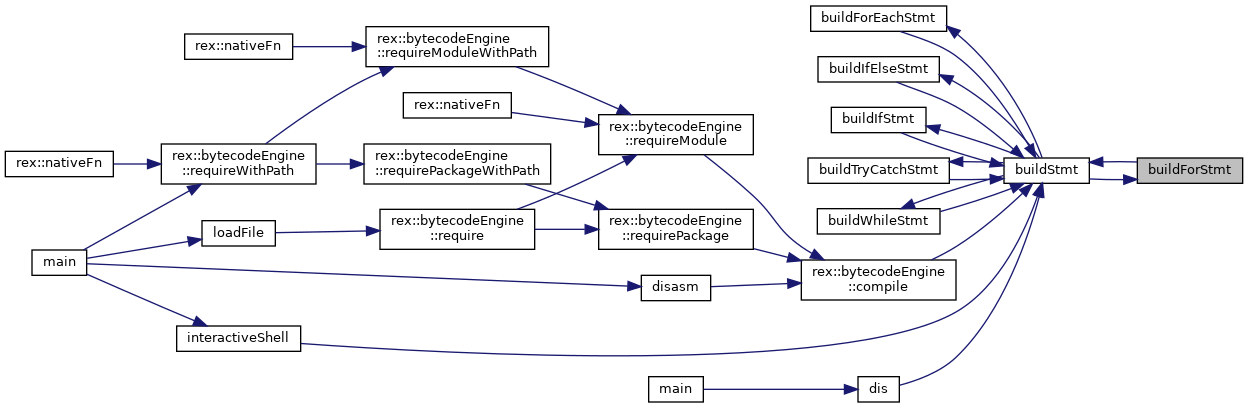 buildForEachStmt
rex::bytecodeEngine
::requireModuleWithPath
rex::nativeFn
buildIfElseStmt
rex::nativeFn
buildIfStmt
rex::bytecodeEngine
::requireModule
rex::nativeFn
rex::bytecodeEngine
::requireWithPath
rex::bytecodeEngine
::requirePackageWithPath
buildTryCatchStmt
buildStmt
buildForStmt
buildWhileStmt
loadFile
rex::bytecodeEngine
::require
rex::bytecodeEngine
::requirePackage
main
disasm
rex::bytecodeEngine
::compile
interactiveShell
main
dis